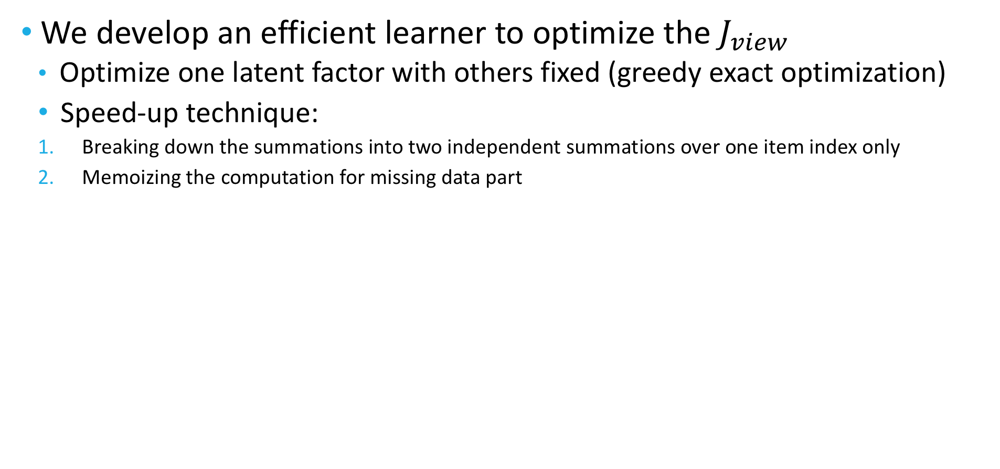 • We develop an efficient learner to optimize the J_view
• Optimize one latent factor with others fixed (greedy exact optimization)
• Speed-up technique:
1. Breaking down the summations into two independent summations over one item index only
2. Memoizing the computation for missing data part